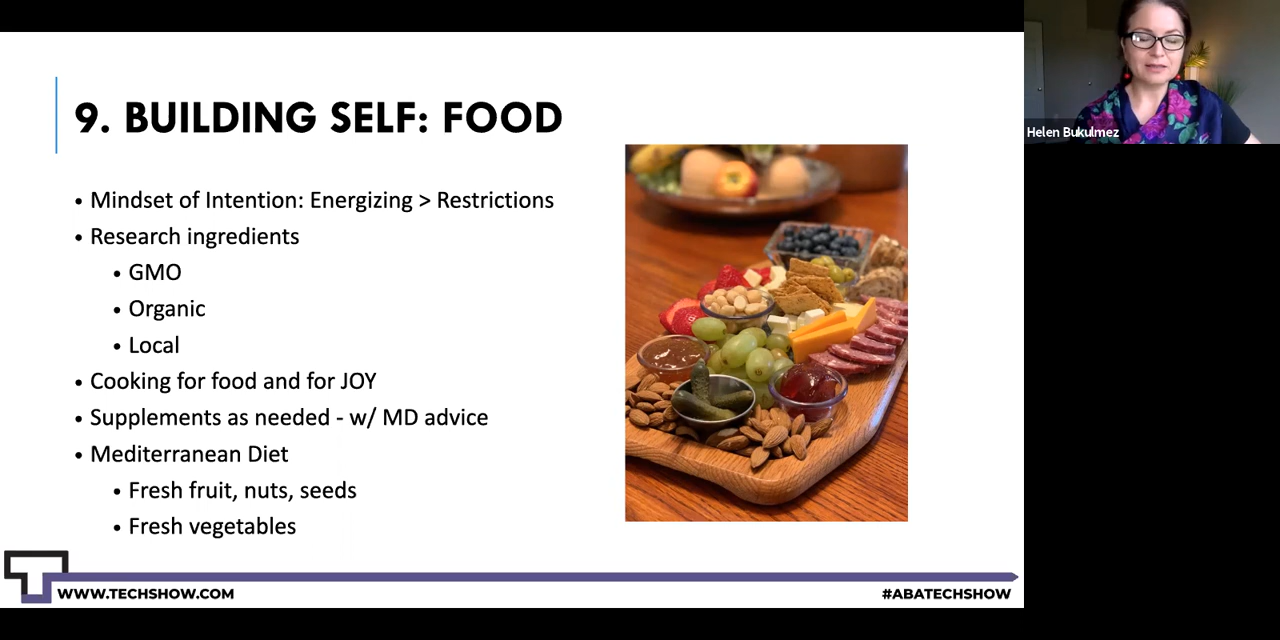 9. BUILDING SELF: FOOD
• Mindset of Intention: Energizing > Restrictions
• Research ingredients
• GMO
• Organic
• Local
• Cooking for food and for JOY
• Supplements as needed - w/ MD advice
• Mediterranean Diet
• Fresh fruit, nuts, seeds
• Fresh vegetables
WWW.TECHSHOW.COM
#ABATECHSHOW
Helen Bukulmez